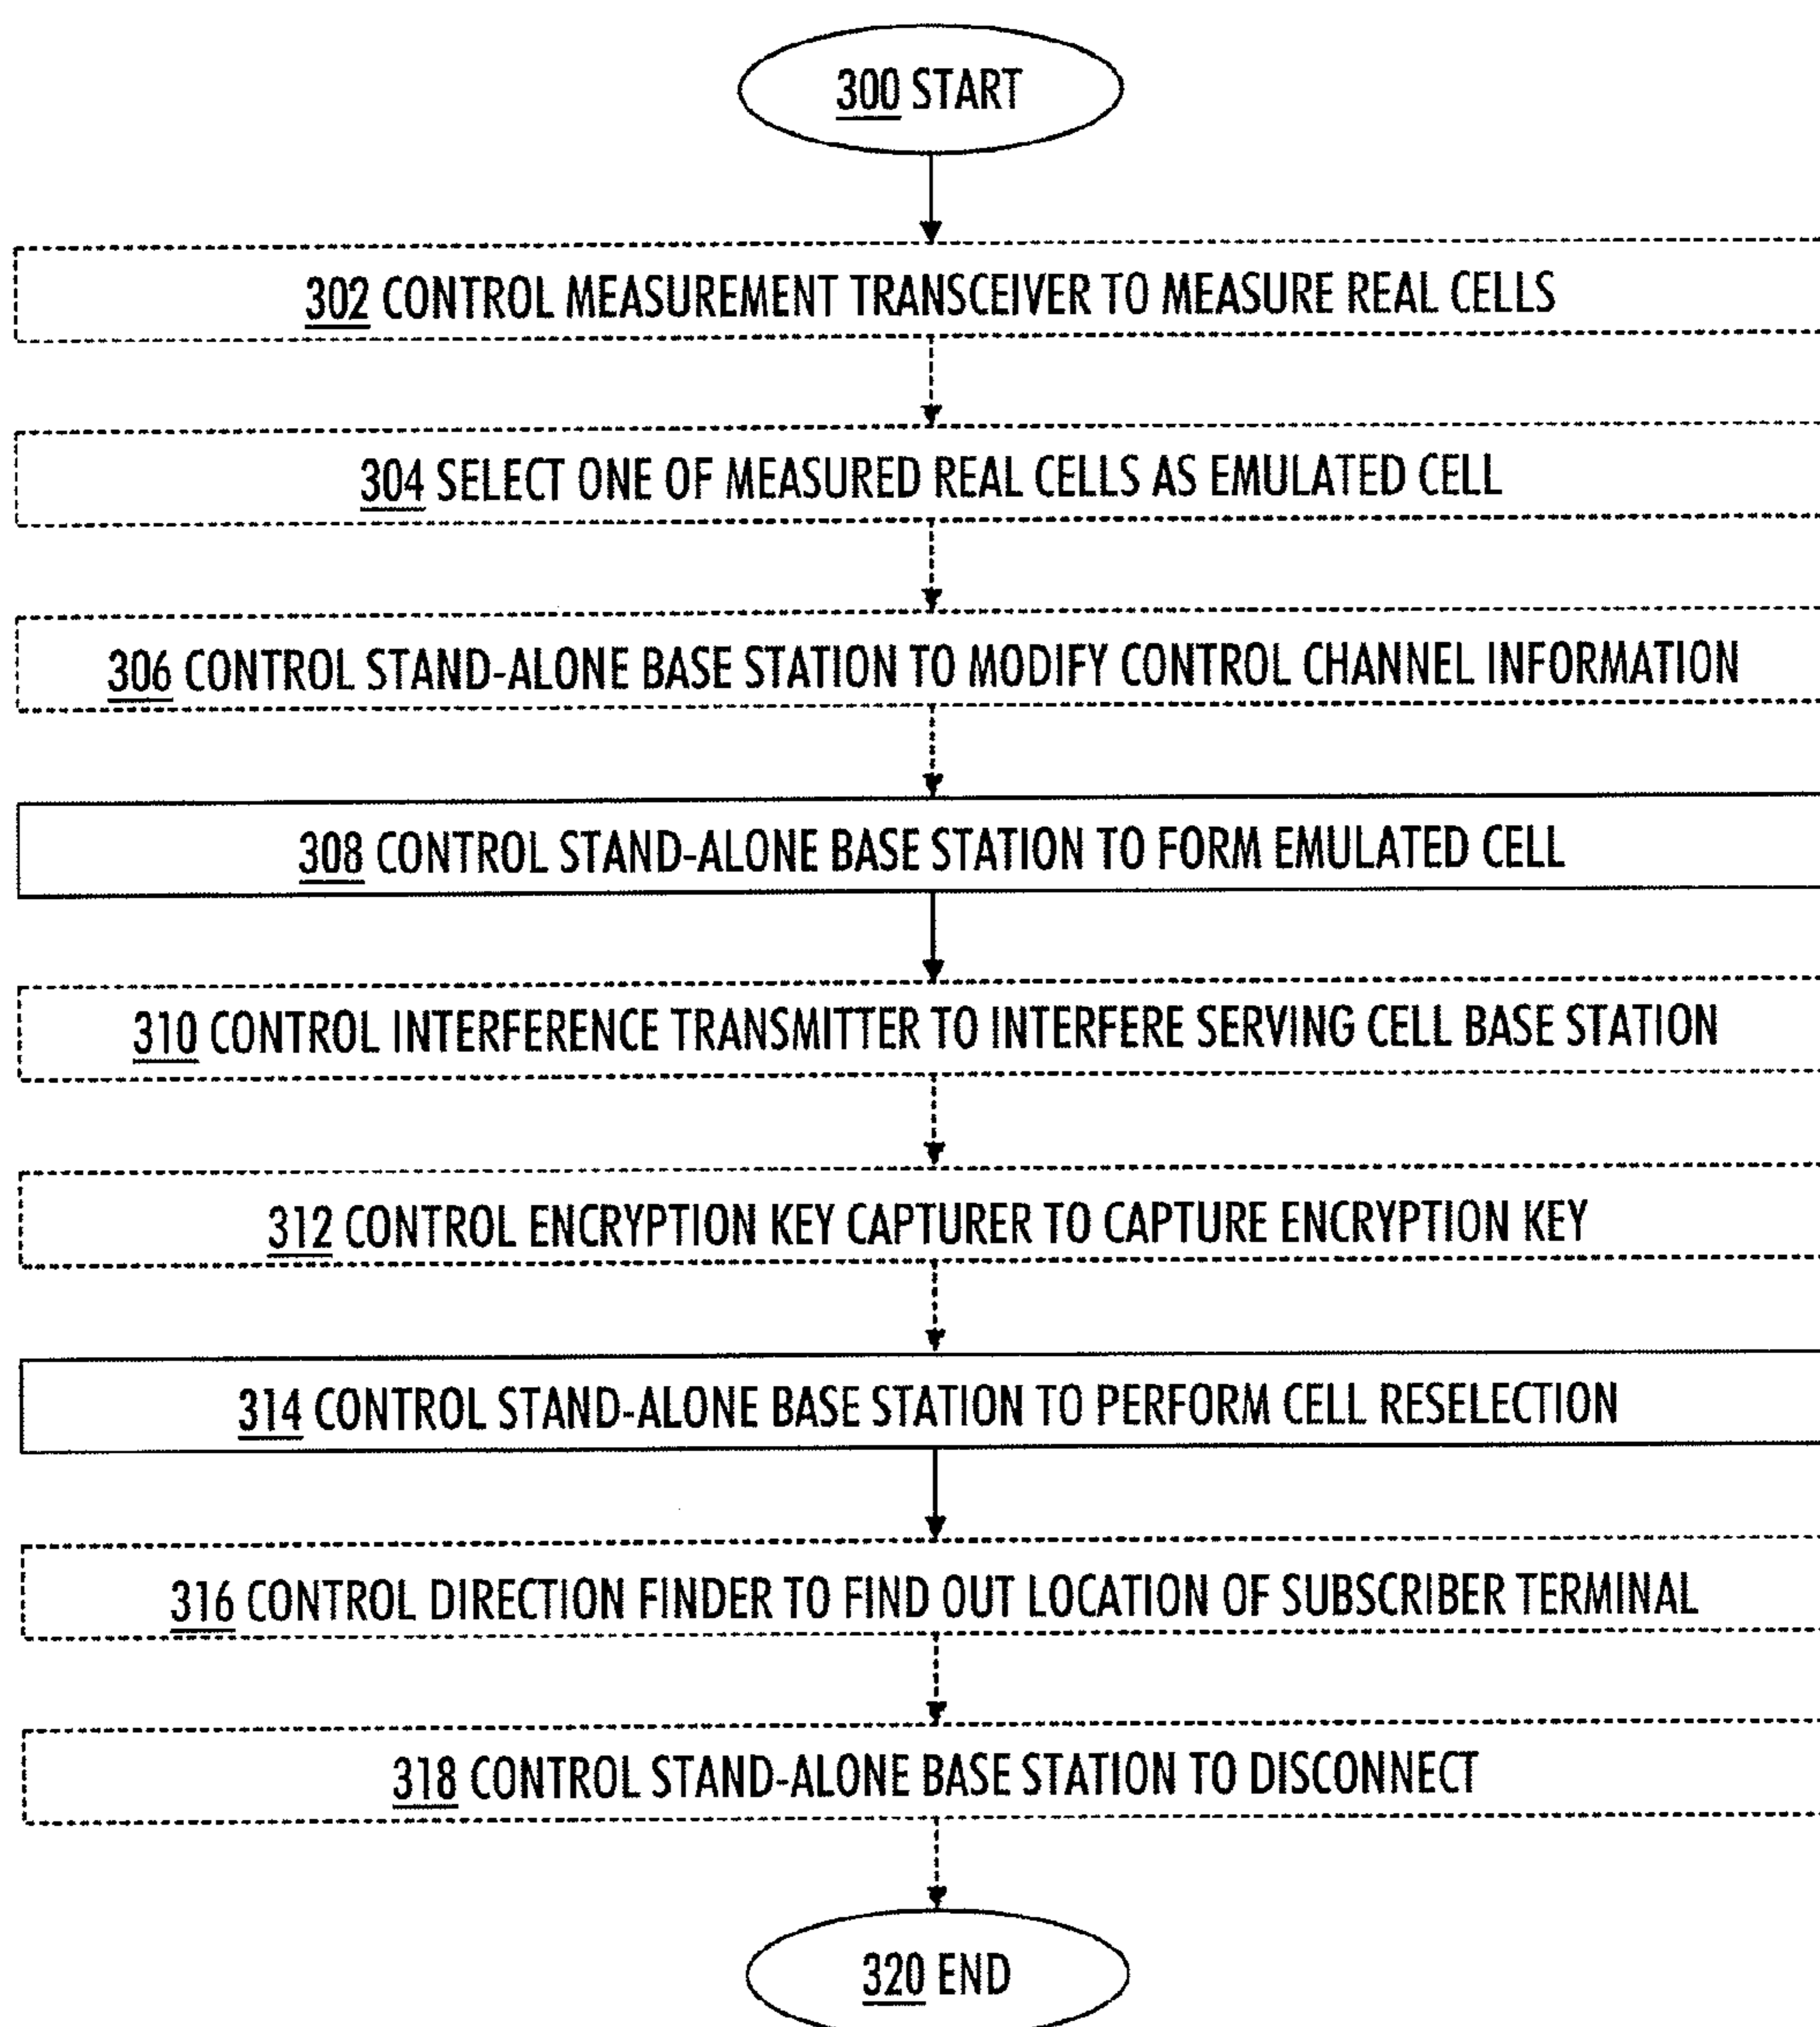 300 START
302 CONTROL MEASUREMENT TRANSCEIVER TO MEASURE REAL CELLS
304 SELECT ONE OF MEASURED REAL CELLS AS EMULATED CELL
306 CONTROL STAND-ALONE BASE STATION TO MODIFY CONTROL CHANNEL INFORMATION
308 CONTROL STAND-ALONE BASE STATION TO FORM EMULATED CELL
310 CONTROL INTERFERENCE TRANSMITTER TO INTERFERE SERVING CELL BASE STATION
312 CONTROL ENCRYPTION KEY CAPTURER TO CAPTURE ENCRYPTION KEY
314 CONTROL STAND-ALONE BASE STATION TO PERFORM CELL RESELECTION
316 CONTROL DIRECTION FINDER TO FIND OUT LOCATION OF SUBSCRIBER TERMINAL
318 CONTROL STAND-ALONE BASE STATION TO DISCONNECT
320 END